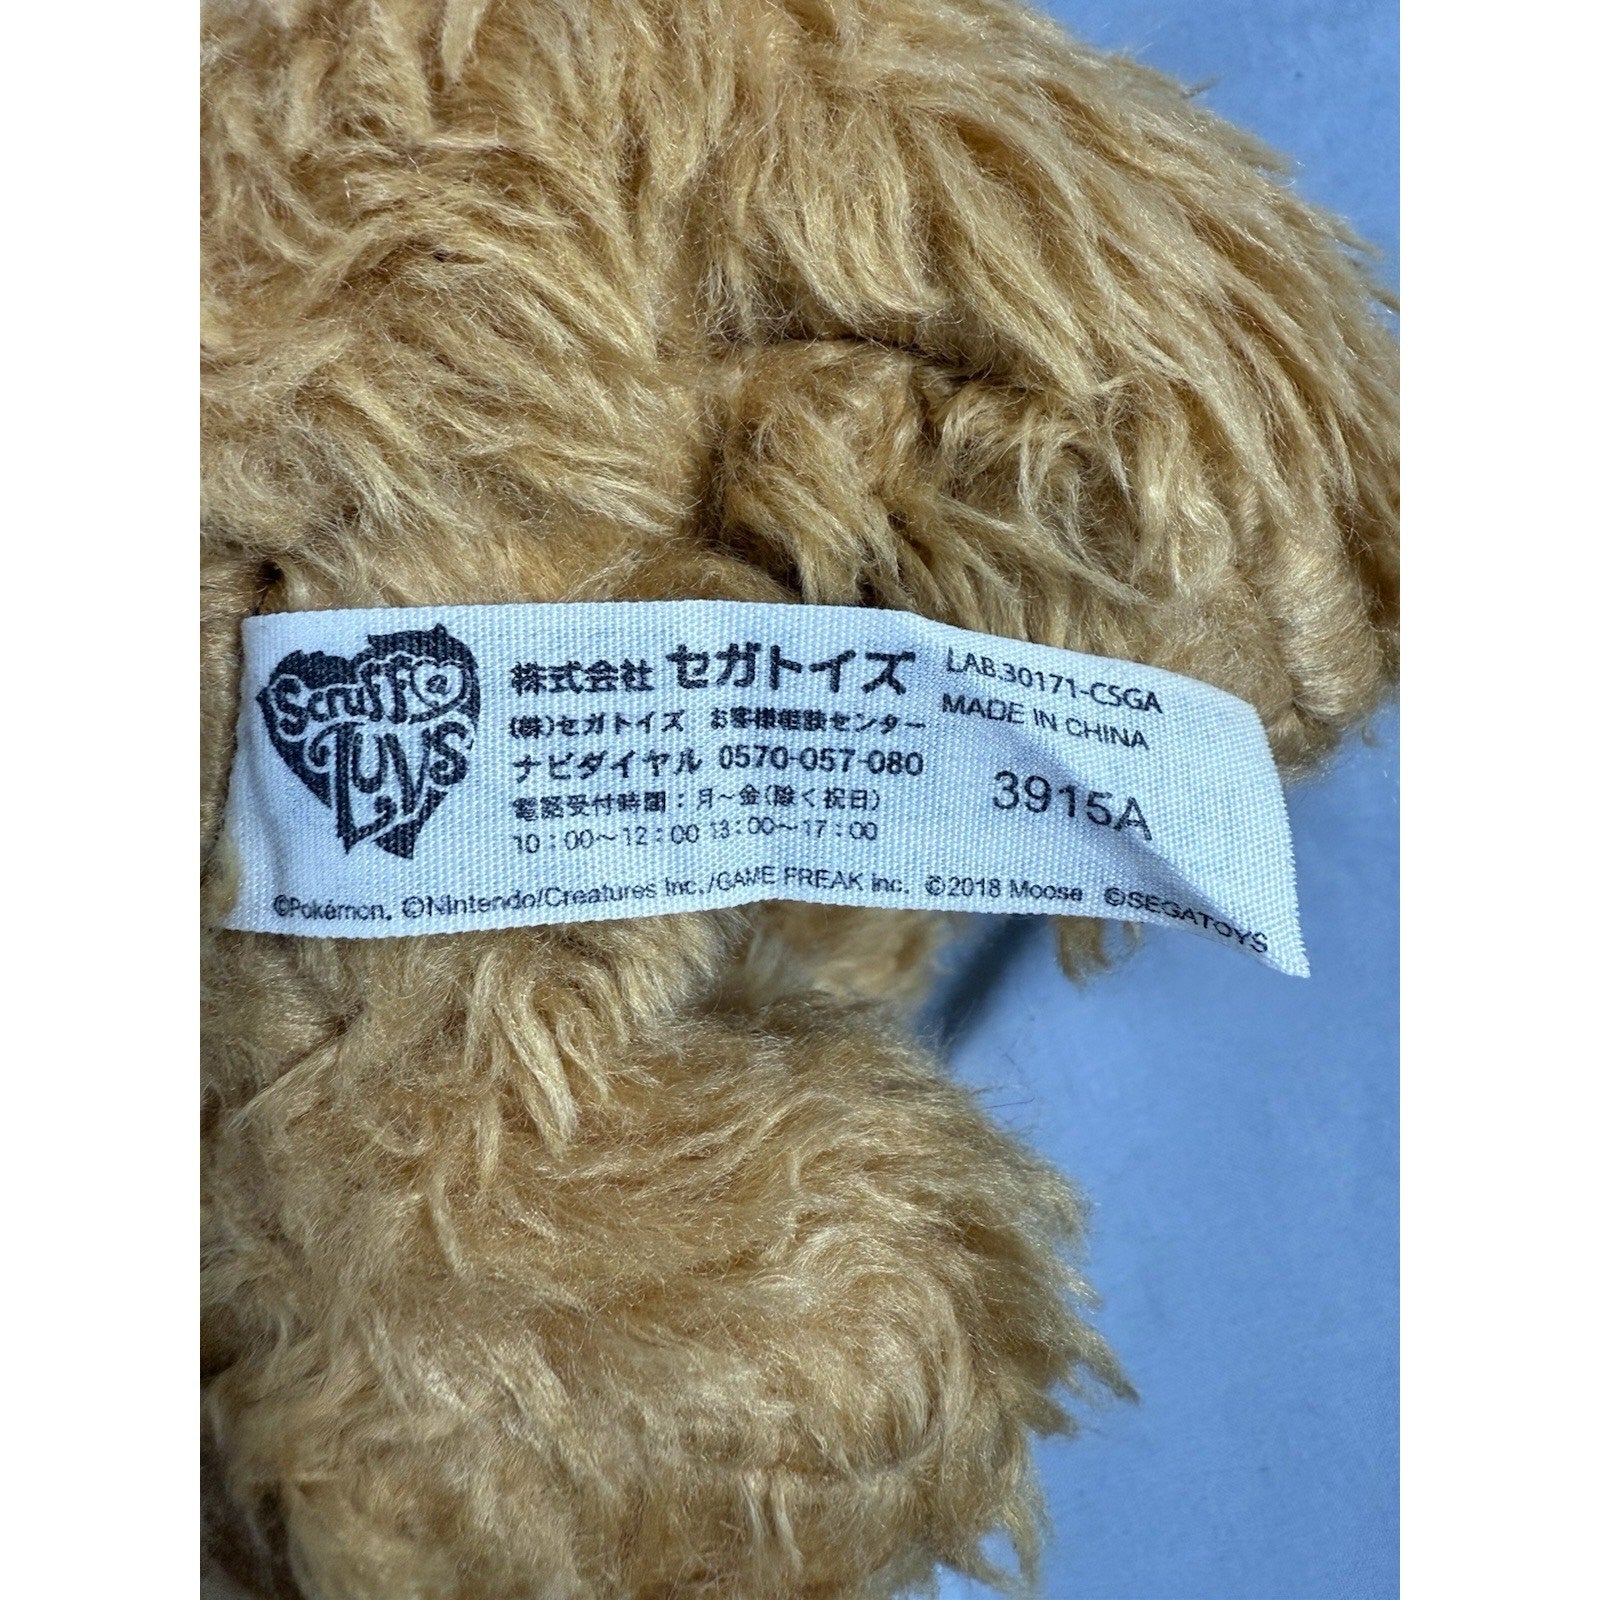 Scruff a LUVS
株式会社 セガトイズ
(株)セガトイズ お客様相談センター
ナビダイヤル 0570-057-080
電話受付時間：月～金(除く祝日)
10:00～12:00 13:00～17:00
LAB.30171-CSGA
MADE IN CHINA
3915A
©Pokémon. ©Nintendo/Creatures Inc./GAME FREAK inc. ©2018 Moose ©SEGATOYS